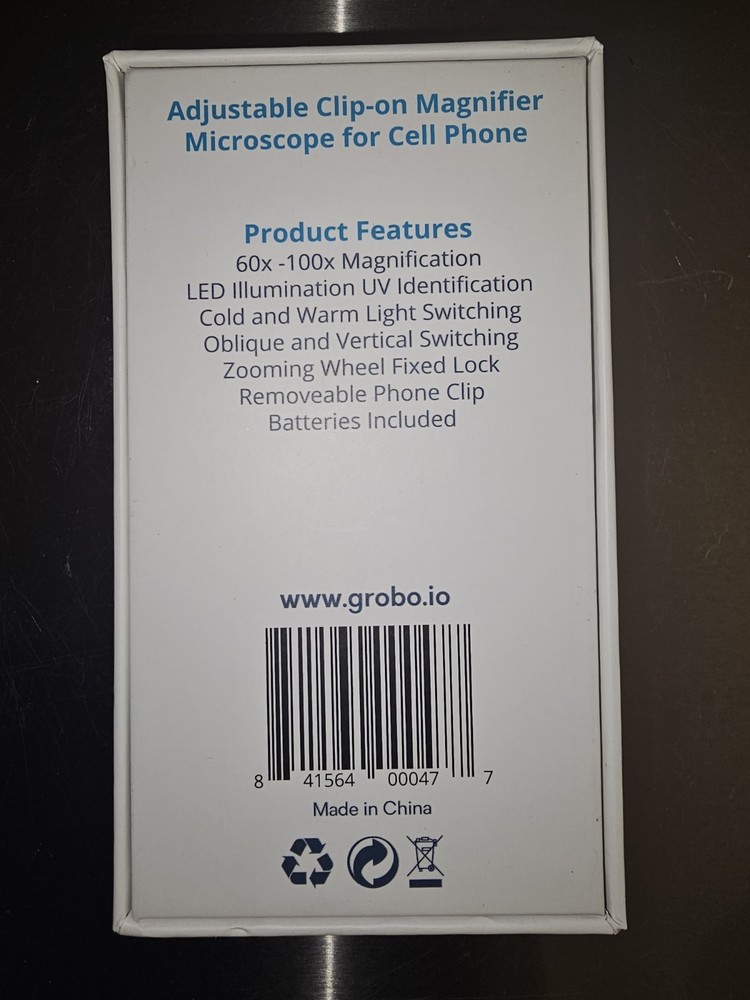 Adjustable Clip-on Magnifier
Microscope for Cell Phone
Product Features
60x -100x Magnification
LED Illumination UV Identification
Cold and Warm Light Switching
Oblique and Vertical Switching
Zooming Wheel Fixed Lock
Removeable Phone Clip
Batteries Included
www.grobo.io
8 41564 00047 7
Made in China